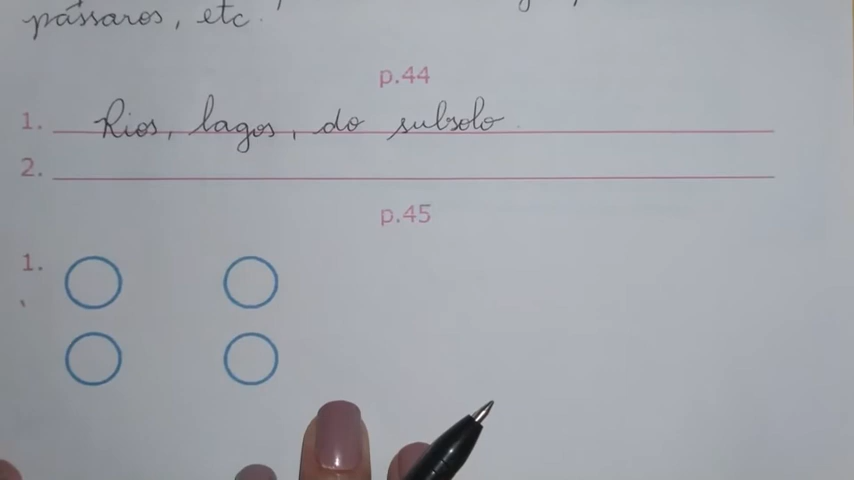 pássaros, etc.
p.44
1. Rios, lagos, do subsolo
2.
p.45
1.